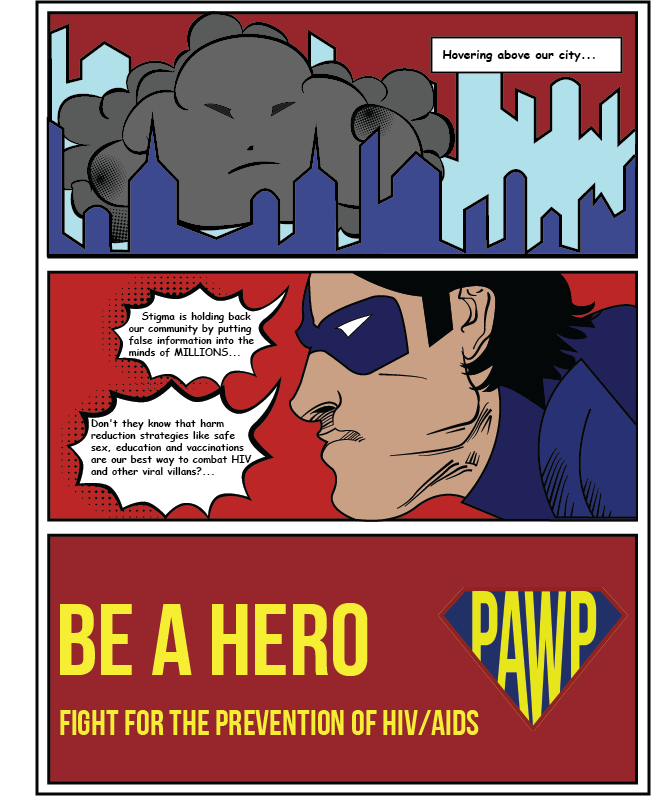 Hovering above our city...
Stigma is holding back
our community by putting
false information into the
minds of MILLIONS...
Don't they know that harm
reduction strategies like safe
sex, education and vaccinations
are our best way to combat HIV
and other viral villans?...
BE A HERO
PAWP
FIGHT FOR THE PREVENTION OF HIV/AIDS